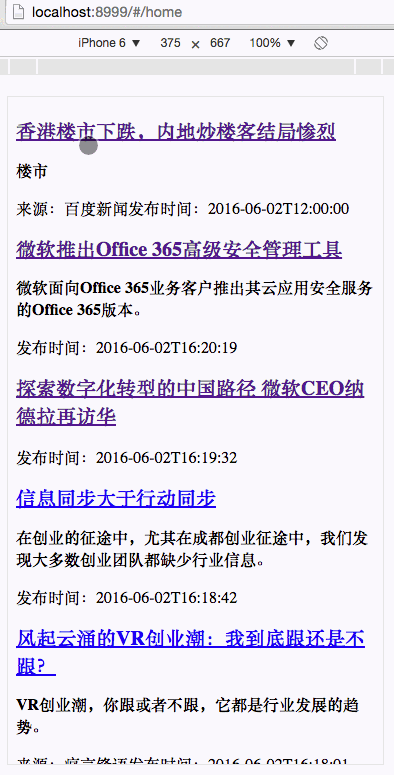 localhost:8999/#/home
iPhone 6 ▼ 375 × 667 100% ▼
香港楼市下跌，内地炒楼客结局惨烈
楼市
来源：百度新闻发布时间：2016-06-02T12:00:00
微软推出Office 365高级安全管理工具
微软面向Office 365业务客户推出其云应用安全服务
的Office 365版本。
发布时间：2016-06-02T16:20:19
探索数字化转型的中国路径 微软CEO纳
德拉再访华
发布时间：2016-06-02T16:19:32
信息同步大于行动同步
在创业的征途中，尤其在成都创业征途中，我们发
现大多数创业团队都缺少行业信息。
发布时间：2016-06-02T16:18:42
风起云涌的VR创业潮：我到底跟还是不
跟？
VR创业潮，你跟或者不跟，它都是行业发展的趋
势。
来源：疯言锋语发布时间：2016-06-02T16:18:01